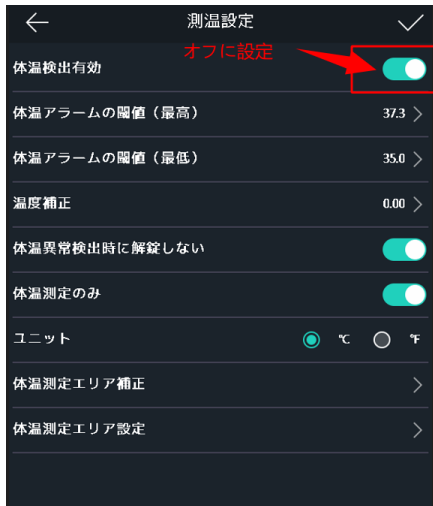 测温设定
オフに設定
体温検出有効
体温アラームの閾値（最高） 37.3
体温アラームの閾値（最低） 35.0
温度補正 0.00
体温異常検出時に解錠しない
体温測定のみ
ユニット ℃ ℉
体温測定エリア補正
体温測定エリア設定